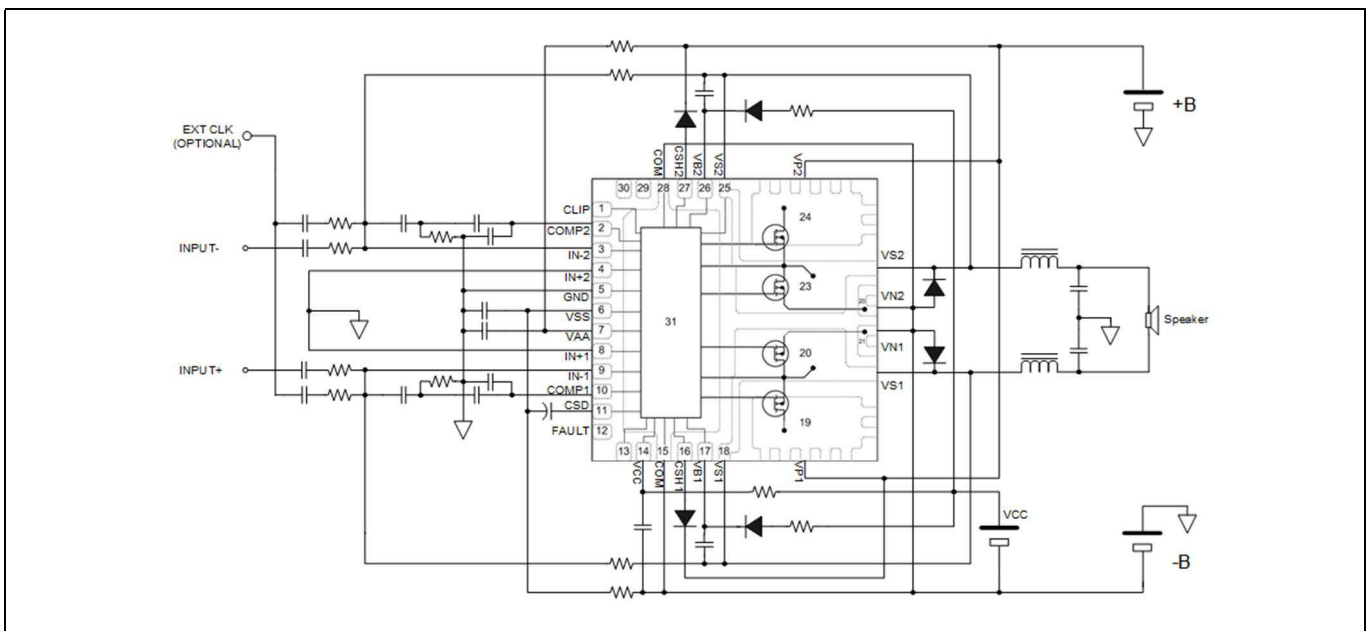 +B
EXT CLK
(OPTIONAL)
COM
CSH2
VB2
VS2
VP2
30 29 28 27 26 25
CLIP 1
COMP2 2
INPUT-
IN-2 3
IN+2 4
GND 5
VSS 6
VAA 7
IN+1 8
INPUT+
IN-1 9
COMP1 10
CSD 11
FAULT 12
31
24
23
20
19
VS2
VN2
VN1
VS1
Speaker
13 14 15 16 17 18
VCC
COM
CSH1
VB1
VS1
VP1
VCC
-B